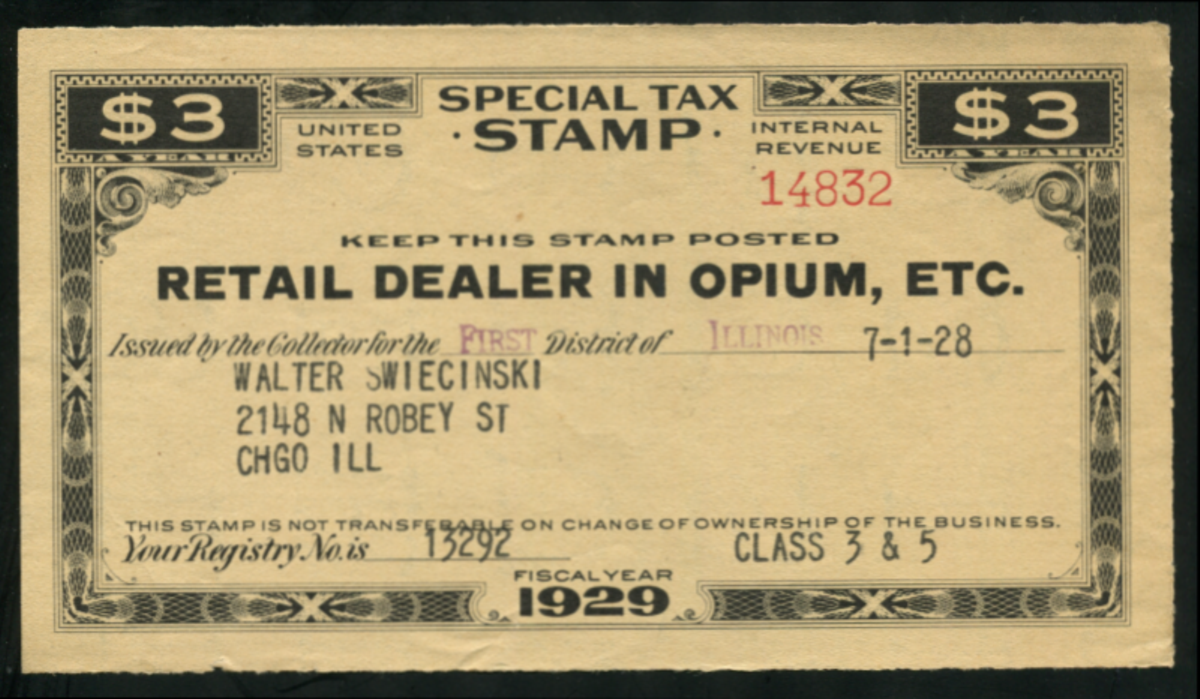 $3 SPECIAL TAX $3
A YEAR UNITED STATES · STAMP · INTERNAL REVENUE A YEAR
14832
KEEP THIS STAMP POSTED
RETAIL DEALER IN OPIUM, ETC.
Issued by the Collector for the FIRST District of ILLINOIS 7-1-28
WALTER SWIECINSKI
2148 N ROBEY ST
CHGO ILL
THIS STAMP IS NOT TRANSFERABLE ON CHANGE OF OWNERSHIP OF THE BUSINESS.
Your Registry No. is 13292 CLASS 3 & 5
FISCAL YEAR
1929